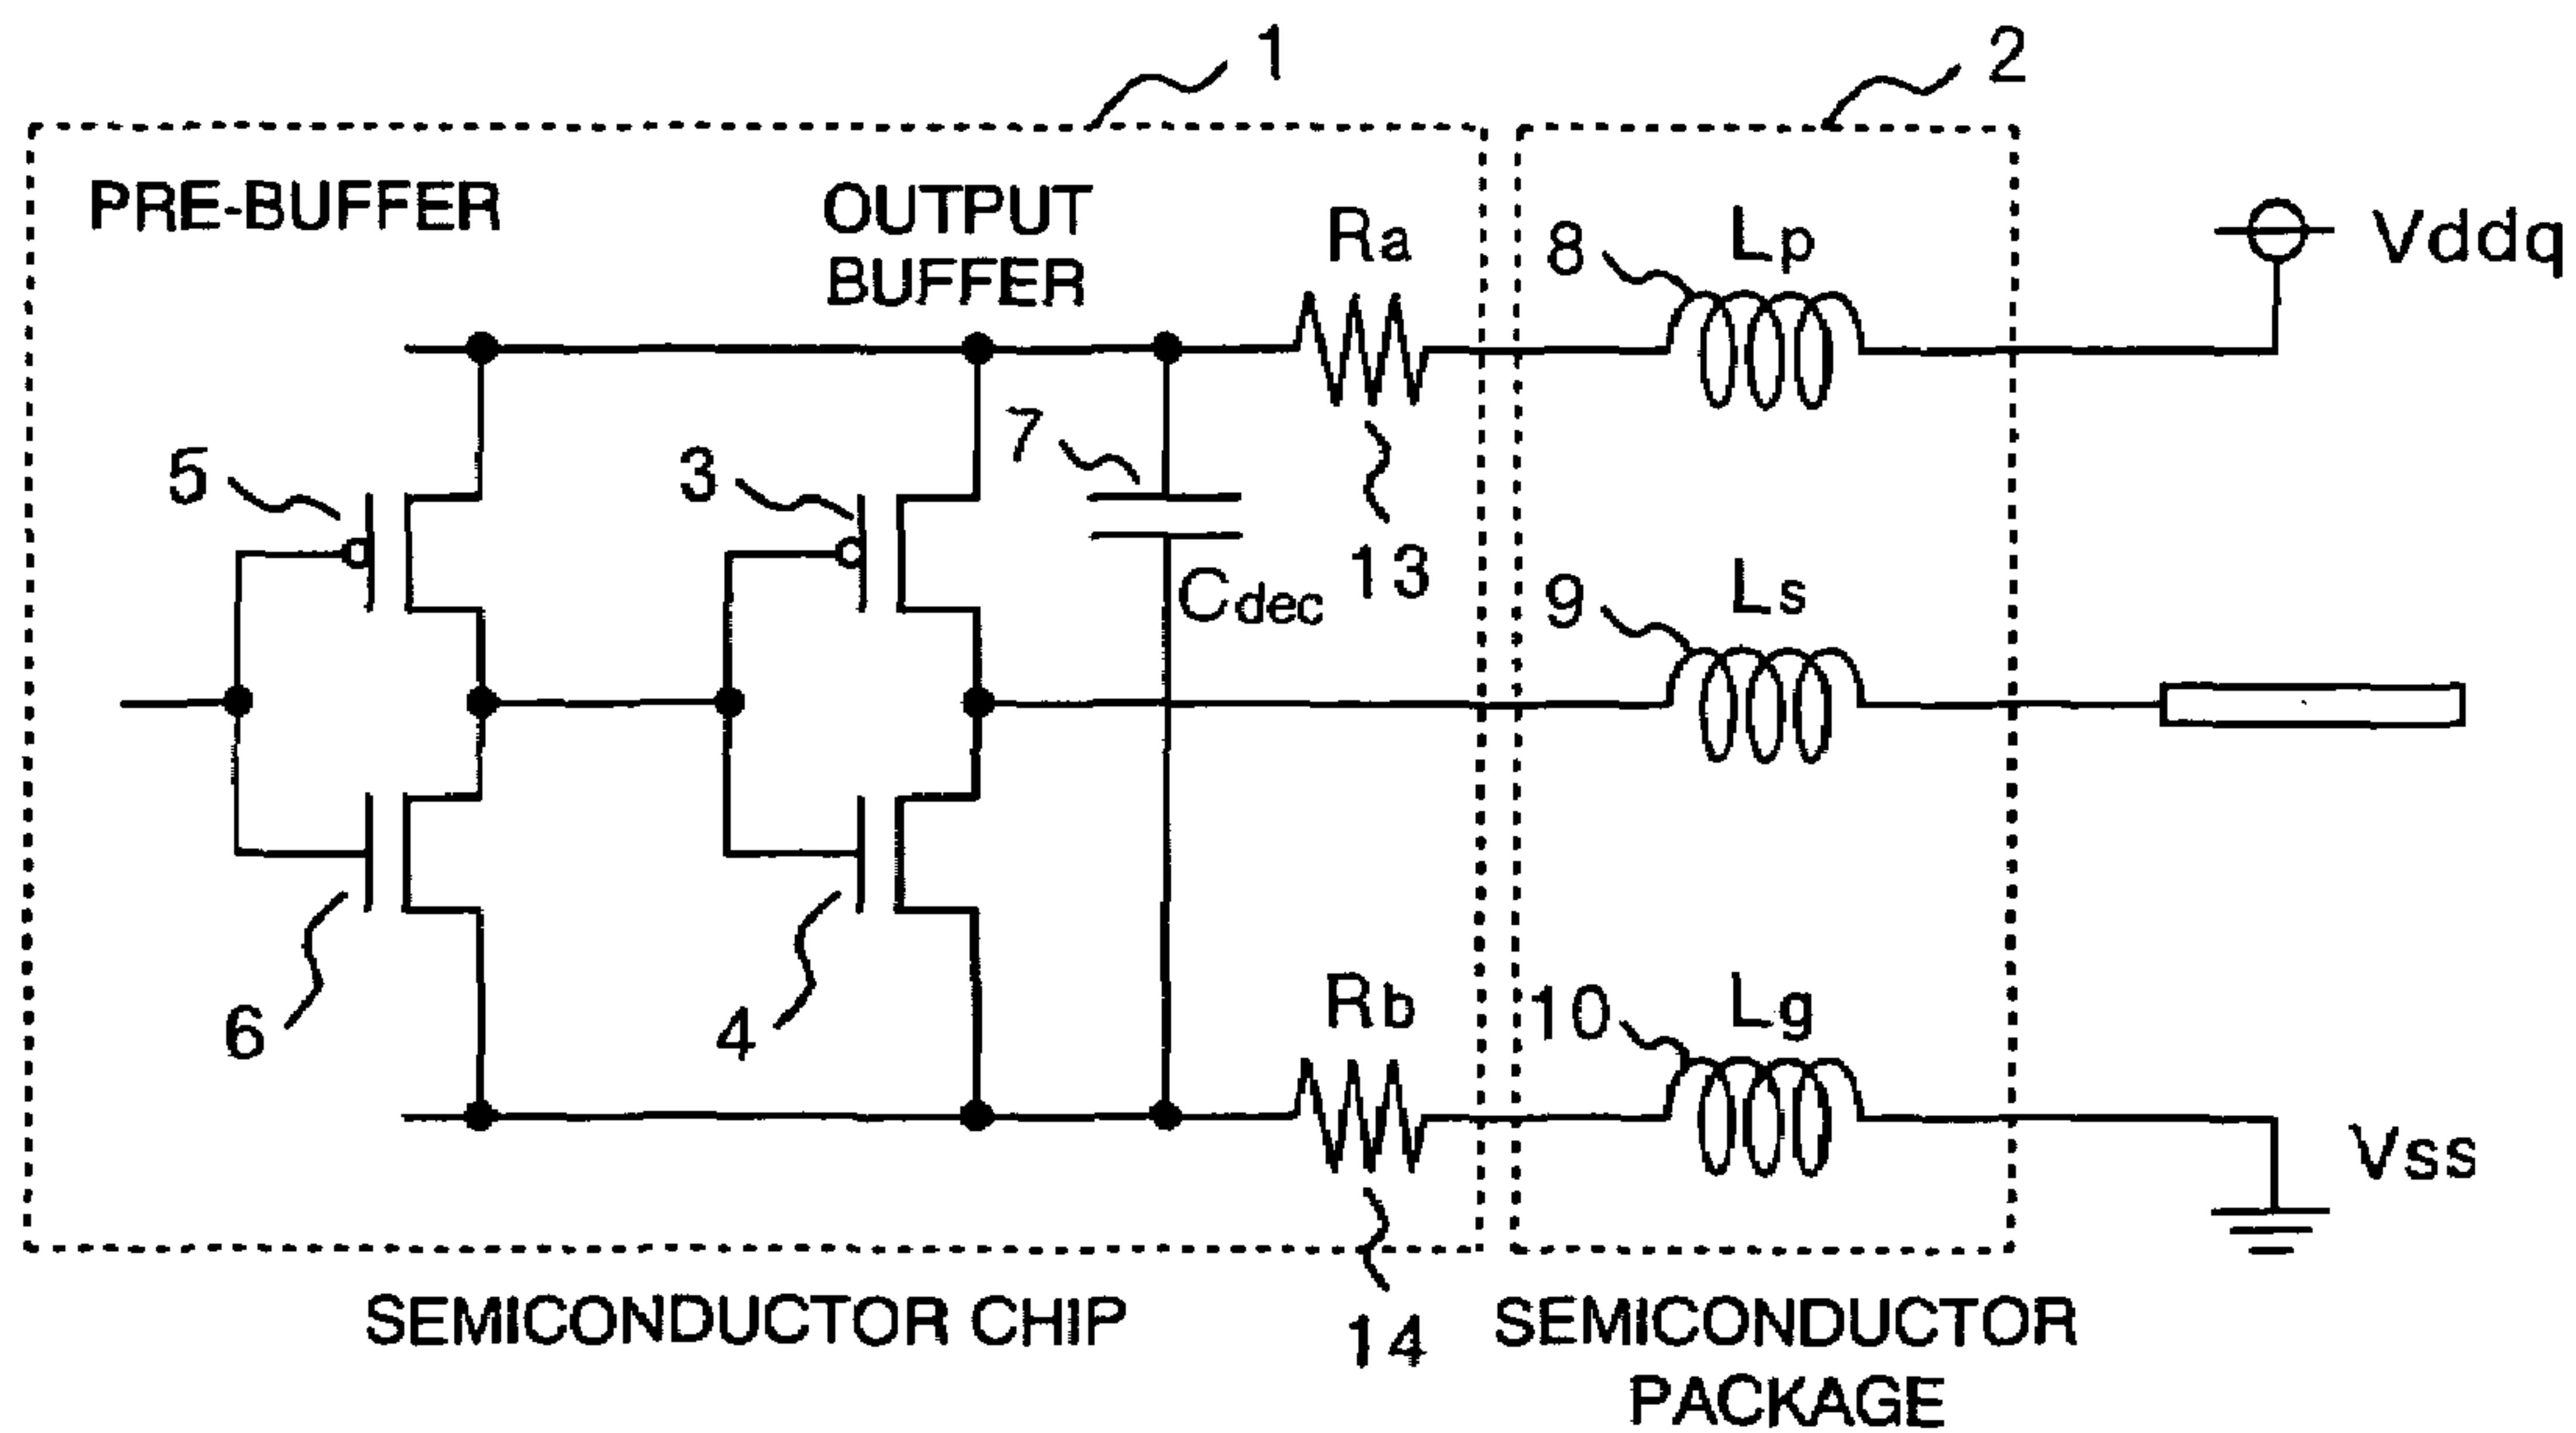 1
2
PRE-BUFFER
OUTPUT
BUFFER
Ra
8
Lp
Vddq
5
3
7
13
Cdec
9
Ls
6
4
Rb
10
Lg
Vss
14
SEMICONDUCTOR CHIP
SEMICONDUCTOR
PACKAGE